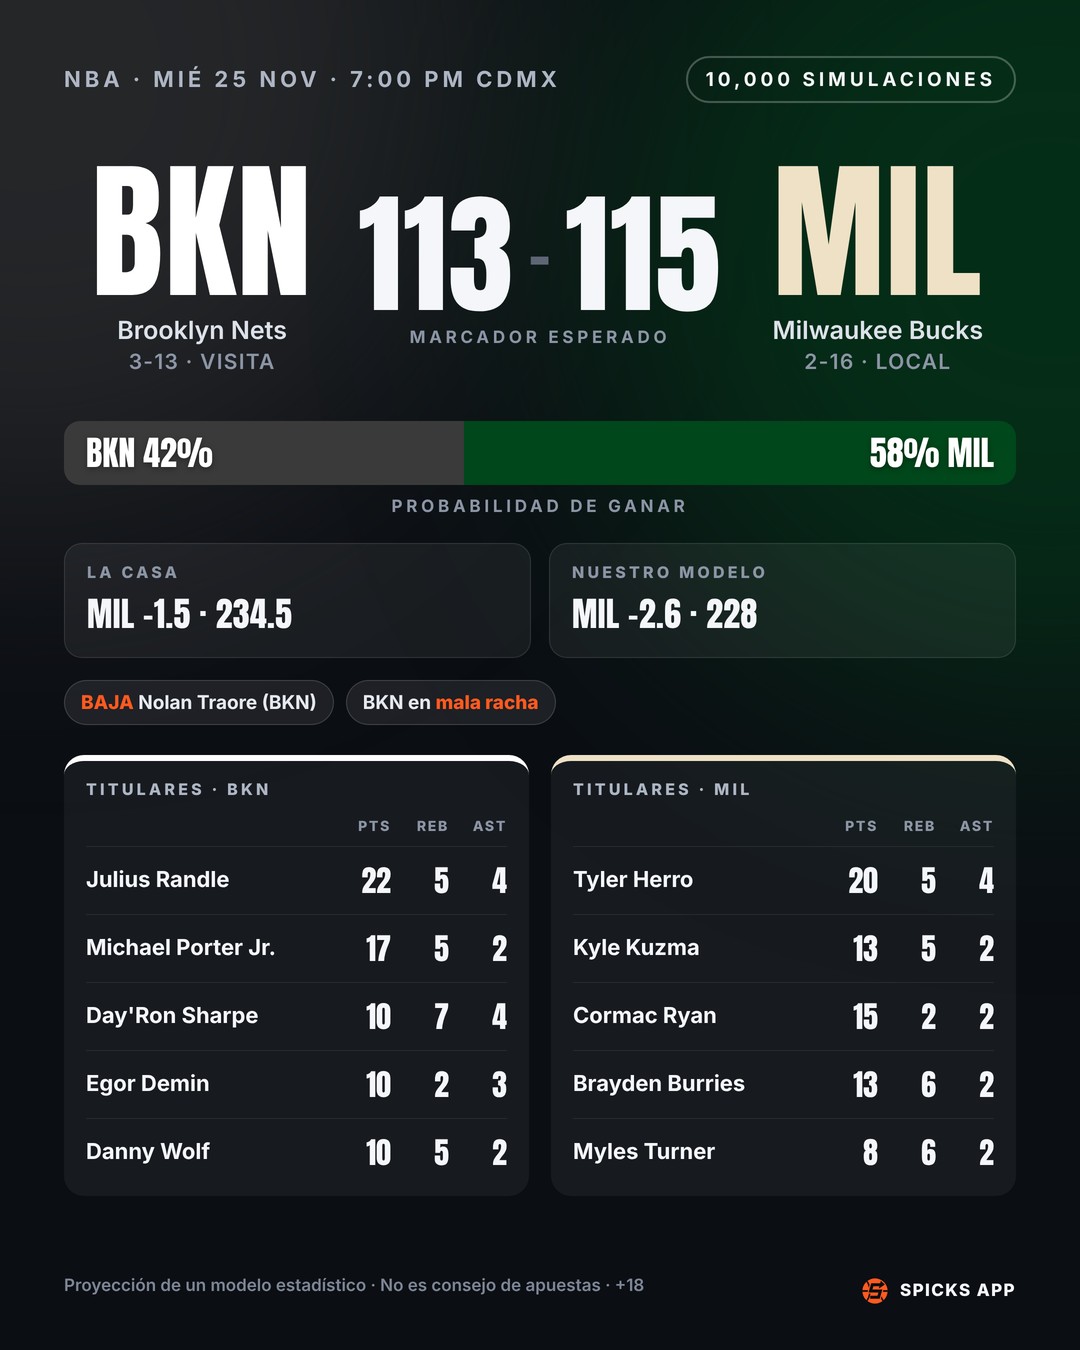 NBA · MIÉ 25 NOV · 7:00 PM CDMX
10,000 SIMULACIONES
BKN
113 - 115
MIL
Brooklyn Nets
3-13 · VISITA
MARCADOR ESPERADO
Milwaukee Bucks
2-16 · LOCAL
BKN 42%
58% MIL
PROBABILIDAD DE GANAR
LA CASA
MIL -1.5 · 234.5
NUESTRO MODELO
MIL -2.6 · 228
BAJA Nolan Traore (BKN)
BKN en mala racha
TITULARES · BKN
PTS REB AST
Julius Randle 22 5 4
Michael Porter Jr. 17 5 2
Day'Ron Sharpe 10 7 4
Egor Demin 10 2 3
Danny Wolf 10 5 2
TITULARES · MIL
PTS REB AST
Tyler Herro 20 5 4
Kyle Kuzma 13 5 2
Cormac Ryan 15 2 2
Brayden Burries 13 6 2
Myles Turner 8 6 2
Proyección de un modelo estadístico · No es consejo de apuestas · +18
SPICKS APP